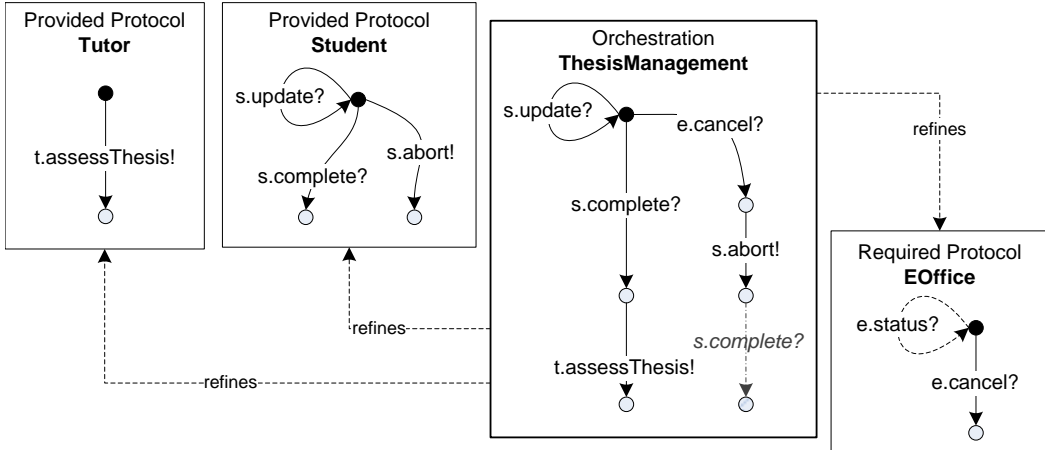 Provided Protocol
Tutor
t.assessThesis!
Provided Protocol
Student
s.update?
s.complete?
s.abort!
Orchestration
ThesisManagement
s.update?
e.cancel?
s.complete?
s.abort!
s.complete?
t.assessThesis!
refines
refines
refines
Required Protocol
EOffice
e.status?
e.cancel?